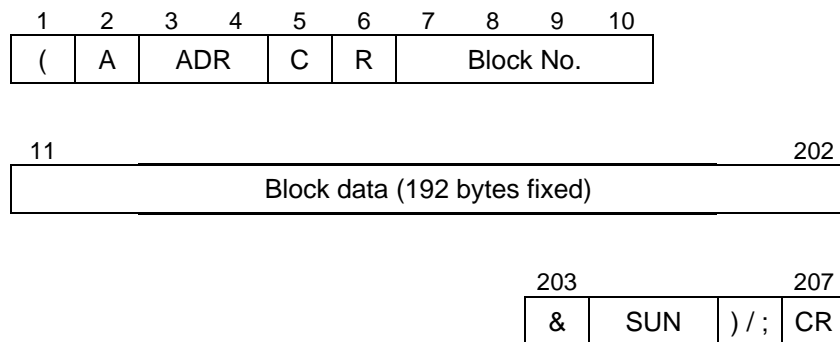 1 2 3 4 5 6 7 8 9 10
( A ADR C R Block No.
11 202
Block data (192 bytes fixed)
203 207
& SUN ) / ; CR